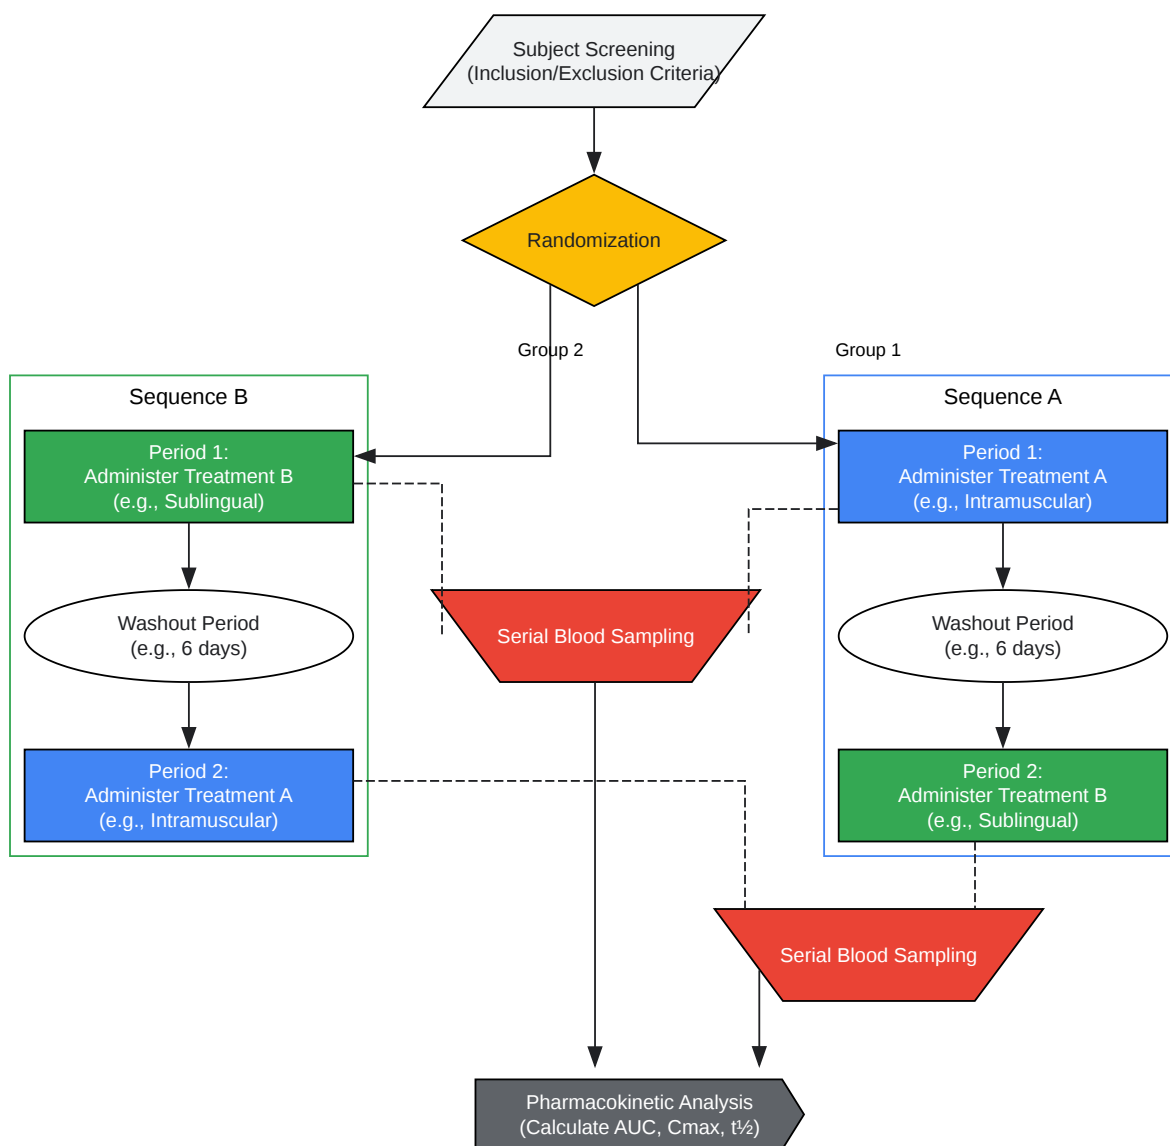 Subject Screening
(Inclusion/Exclusion Criteria)
Randomization
Group 2
Group 1
Sequence B
Period 1:
Administer Treatment B
(e.g., Sublingual)
Washout Period
(e.g., 6 days)
Period 2:
Administer Treatment A
(e.g., Intramuscular)
Sequence A
Period 1:
Administer Treatment A
(e.g., Intramuscular)
Washout Period
(e.g., 6 days)
Period 2:
Administer Treatment B
(e.g., Sublingual)
Serial Blood Sampling
Serial Blood Sampling
Pharmacokinetic Analysis
(Calculate AUC, Cmax, t½)